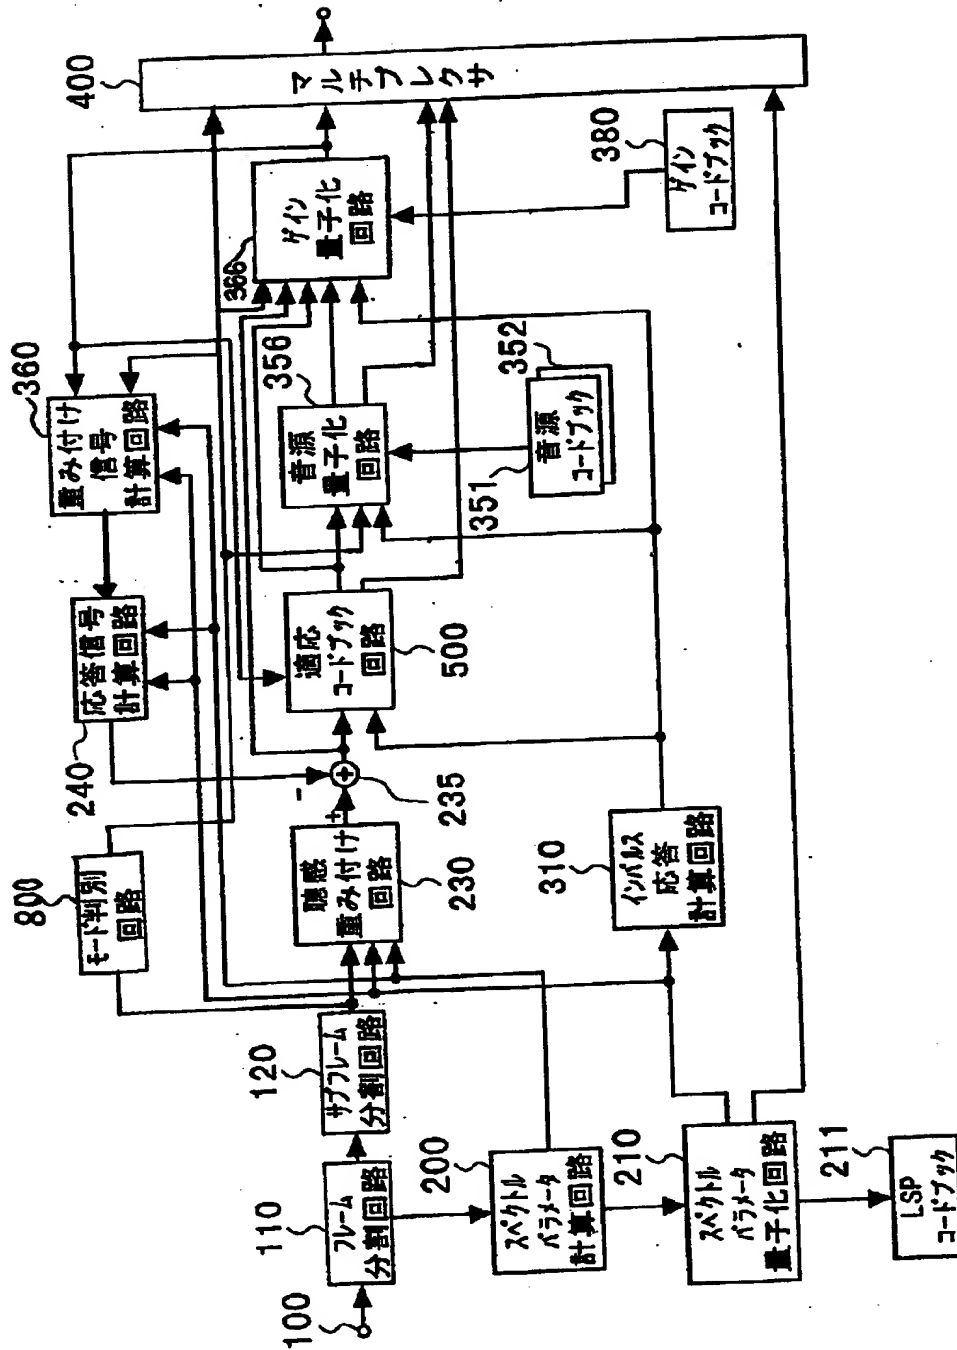 100
110
フレーム
分割回路
120
サブフレーム
分割回路
800
モード判別
回路
240
応答信号
計算回路
360
重み付け
信号
計算回路
400
マルチプレクサ
-
+
+
235
聴感
重み付け
回路
230
適応
コードブック
回路
500
音源
量子化
回路
356
ゲイン
量子化
回路
366
351
音源
コードブック
352
380
ゲイン
コードブック
200
スペクトル
パラメータ
計算回路
310
インパルス
応答
計算回路
210
スペクトル
パラメータ
量子化回路
211
LSP
コードブック